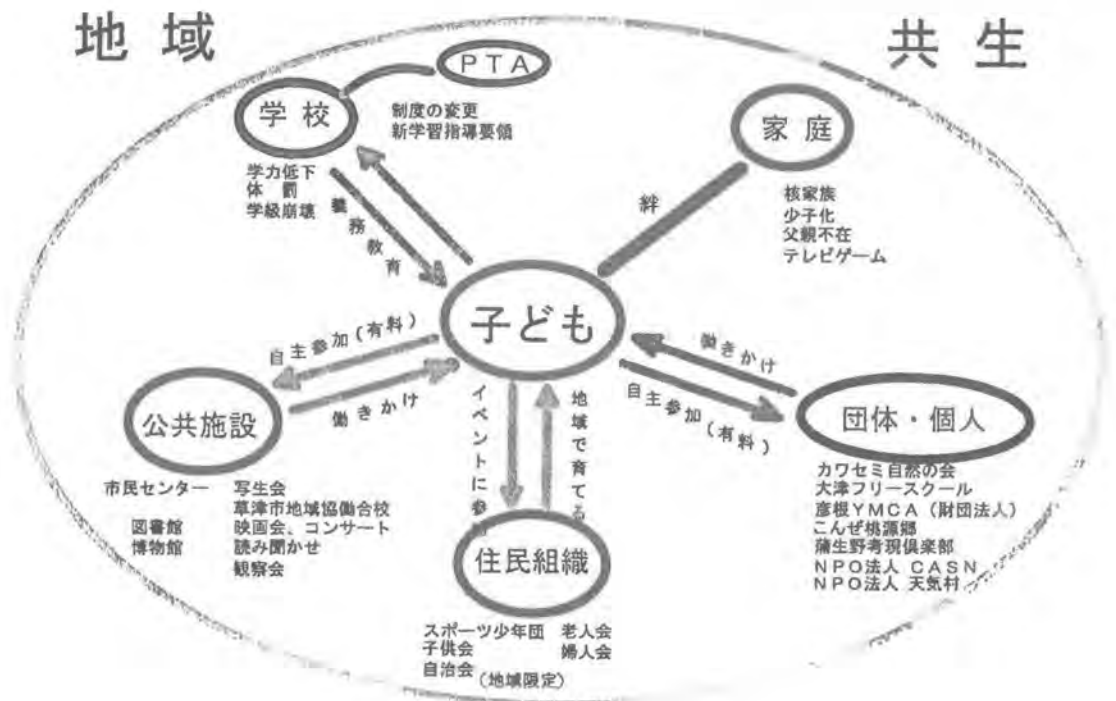 地域
共生
PTA
学校
制度の変更
新学習指導要領
家庭
学力低下
体 罰
学級崩壊
義務教育
絆
核家族
少子化
父親不在
テレビゲーム
子ども
自主参加(有料)
働きかけ
働きかけ
自主参加(有料)
公共施設
イベントに参加
地域で育てる
団体・個人
市民センター 写生会
草津市地域協働合校
図書館 映画会、コンサート
博物館 読み聞かせ
観察会
住民組織
カワセミ自然の会
大津フリースクール
彦根YMCA(財団法人)
こんぜ桃源郷
蒲生野考現倶楽部
NPO法人 CASN
NPO法人 天気村
スポーツ少年団 老人会
子供会 婦人会
自治会
(地域限定)